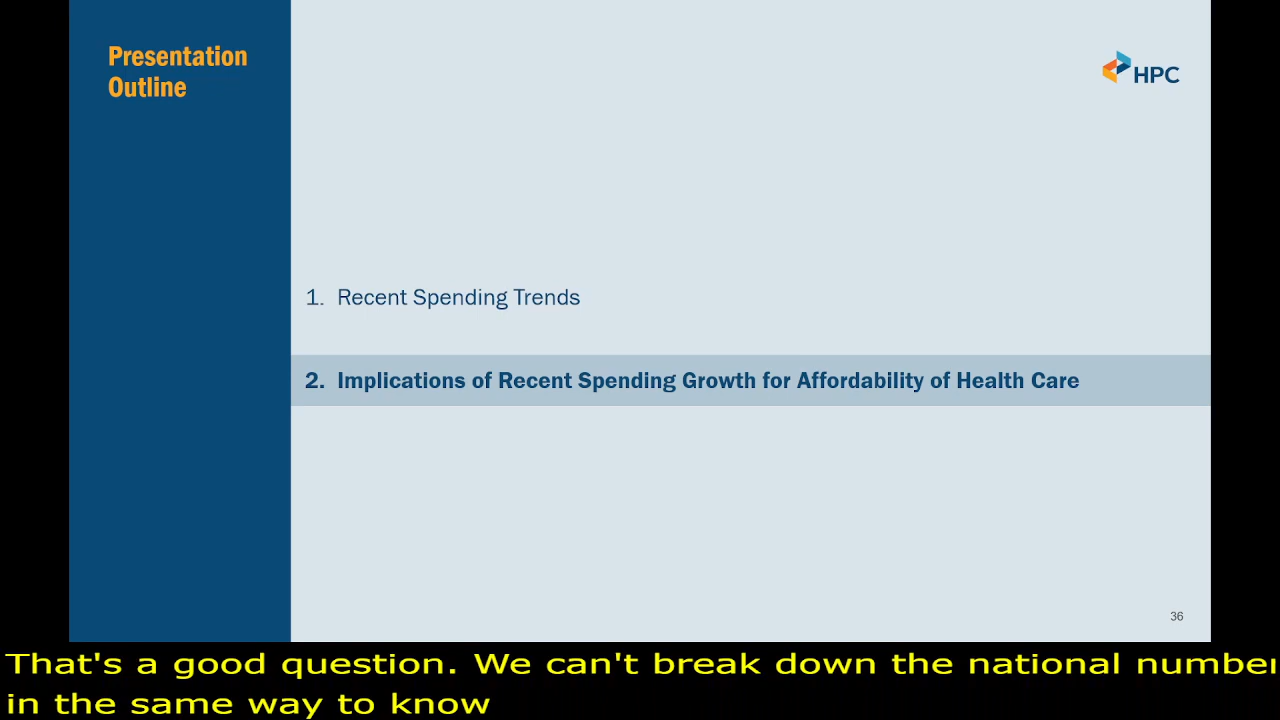 Presentation
Outline
HPC
1. Recent Spending Trends
2. Implications of Recent Spending Growth for Affordability of Health Care
36
That's a good question. We can't break down the national number
in the same way to know